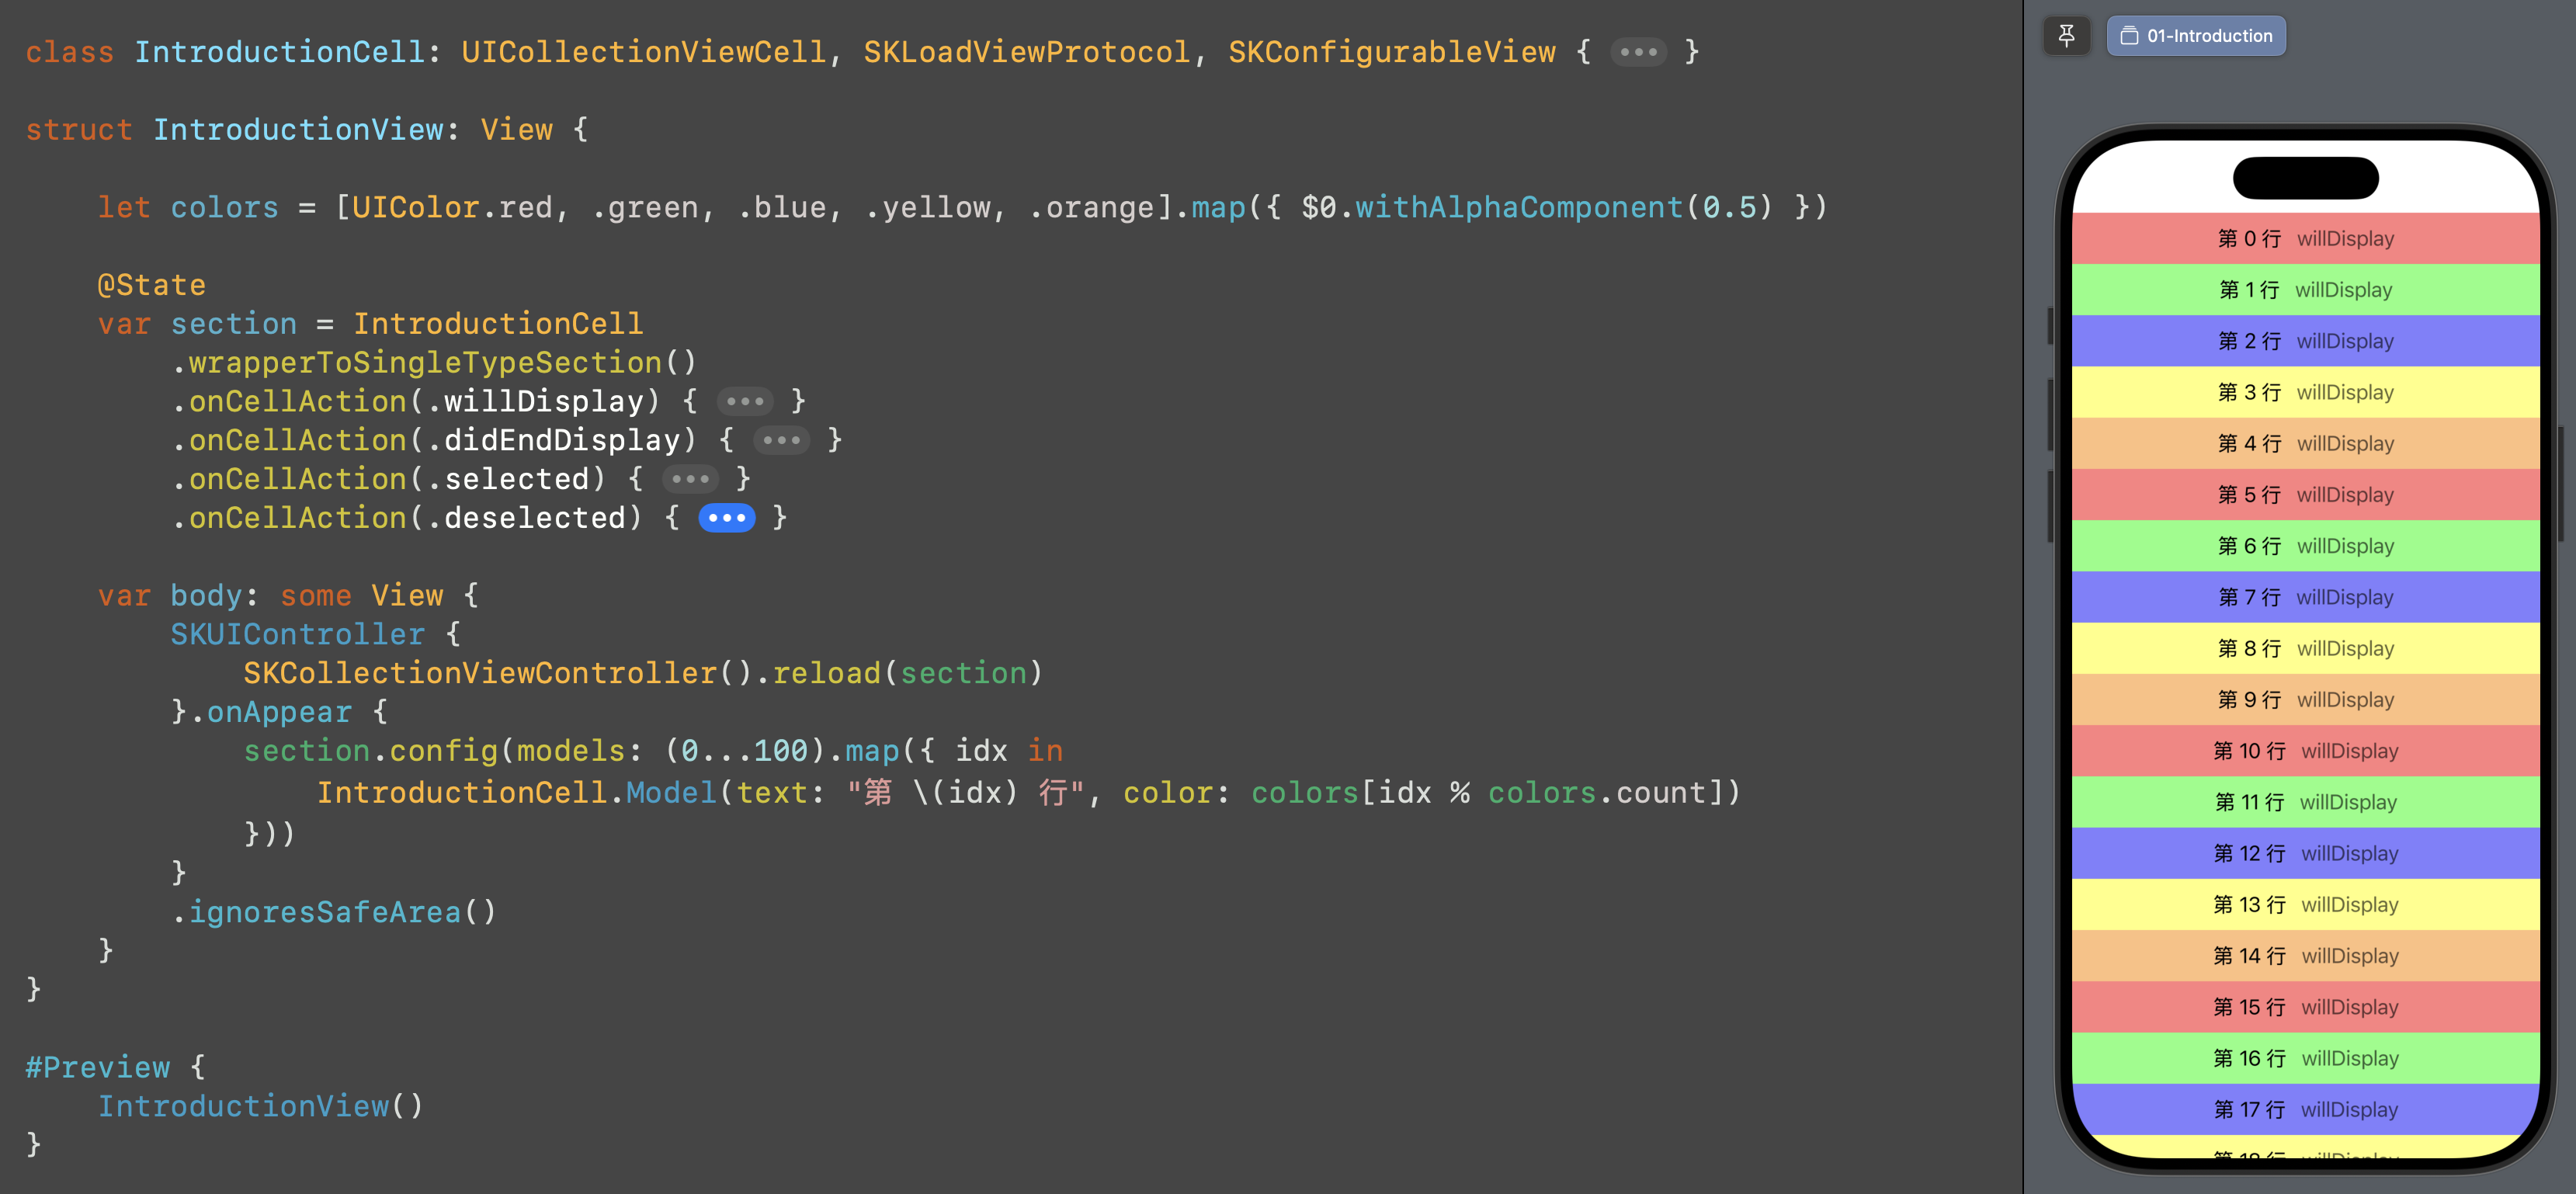 class IntroductionCell: UICollectionViewCell, SKLoadViewProtocol, SKConfigurableView { ••• }
struct IntroductionView: View {
let colors = [UIColor.red, .green, .blue, .yellow, .orange].map({ $0.withAlphaComponent(0.5) })
@State
var section = IntroductionCell
.wrapperToSingleTypeSection()
.onCellAction(.willDisplay) { ••• }
.onCellAction(.didEndDisplay) { ••• }
.onCellAction(.selected) { ••• }
.onCellAction(.deselected) { ••• }
var body: some View {
SKUIController {
SKCollectionViewController().reload(section)
}.onAppear {
section.config(models: (0...100).map({ idx in
IntroductionCell.Model(text: "第 \(idx) 行", color: colors[idx % colors.count])
}))
}
.ignoresSafeArea()
}
}
#Preview {
IntroductionView()
}
01-Introduction
第 0 行 willDisplay
第 1 行 willDisplay
第 2 行 willDisplay
第 3 行 willDisplay
第 4 行 willDisplay
第 5 行 willDisplay
第 6 行 willDisplay
第 7 行 willDisplay
第 8 行 willDisplay
第 9 行 willDisplay
第 10 行 willDisplay
第 11 行 willDisplay
第 12 行 willDisplay
第 13 行 willDisplay
第 14 行 willDisplay
第 15 行 willDisplay
第 16 行 willDisplay
第 17 行 willDisplay
第 18 行 willDisplay